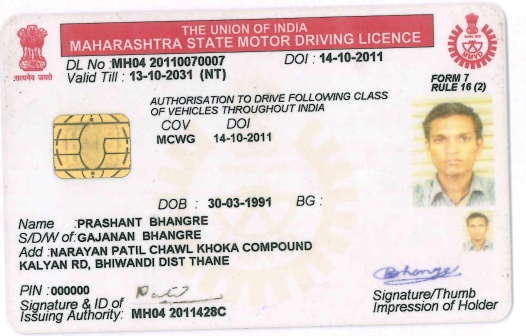 THE UNION OF INDIA
MAHARASHTRA STATE MOTOR DRIVING LICENCE
DL No :MH04 20110070007 DOI : 14-10-2011
Valid Till : 13-10-2031 (NT)
FORM 7
RULE 16 (2)
सत्यमेव जयते
MMVD
AUTHORISATION TO DRIVE FOLLOWING CLASS
OF VEHICLES THROUGHOUT INDIA
COV DOI
MCWG 14-10-2011
DOB : 30-03-1991 BG :
Name :PRASHANT BHANGRE
S/D/W of:GAJANAN BHANGRE
Add :NARAYAN PATIL CHAWL KHOKA COMPOUND
KALYAN RD, BHIWANDI DIST THANE
PIN :000000
Signature & ID of
Issuing Authority: MH04 2011428C
Bhangre
Signature/Thumb
Impression of Holder